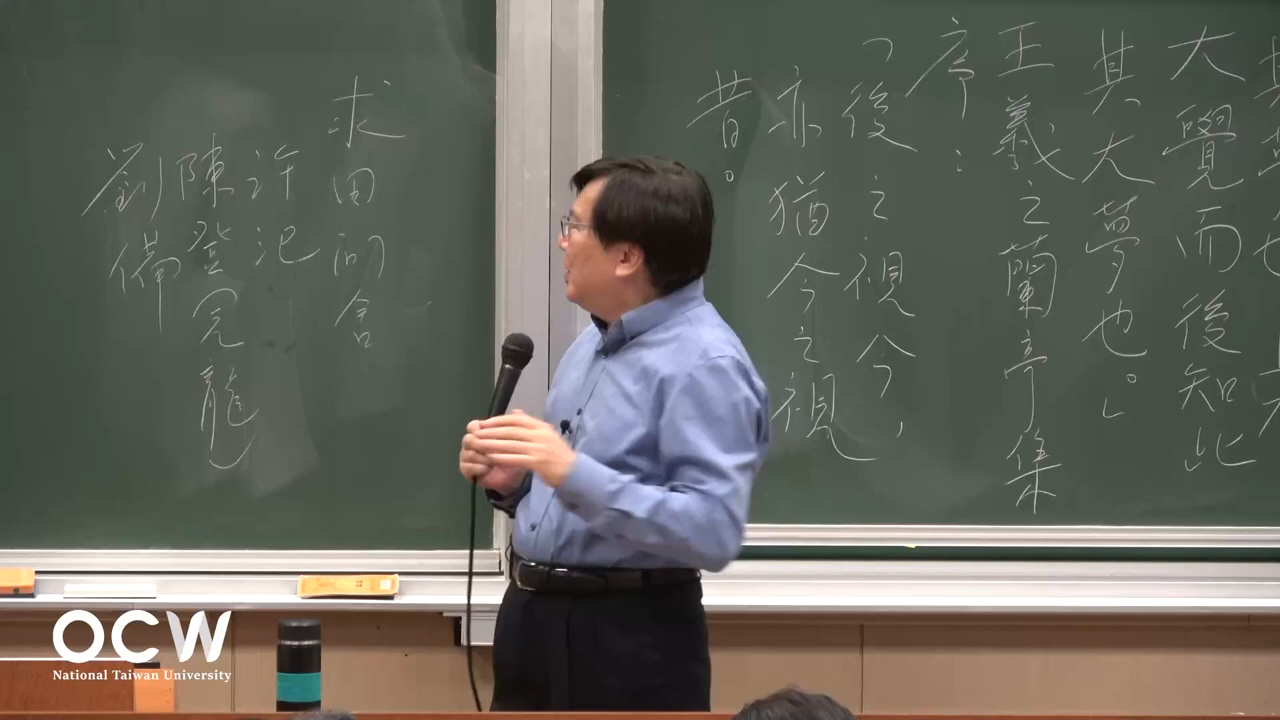 大覺而後知此
其大夢也。」
王羲之蘭亭集
序：
「後之視今，
亦猶今之視
昔。
求田问舍
許汜
陳登元龍
劉備
OCW
National Taiwan University